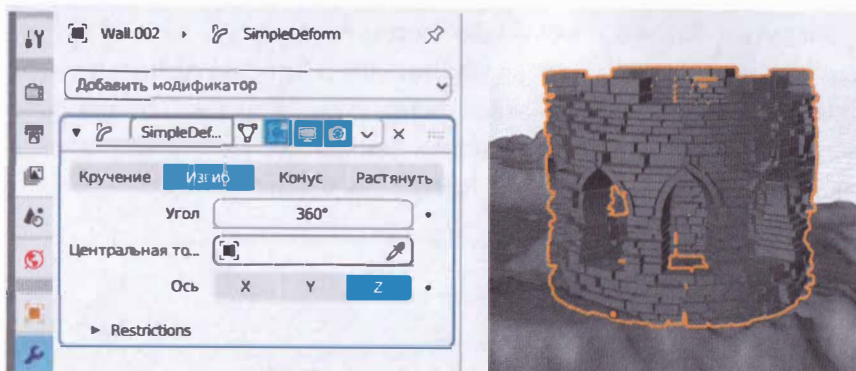 Wall.002 › SimpleDeform
Добавить модификатор
SimpleDef...
Кручение Изгиб Конус Растянуть
Угол 360°
Центральная то...
Ось X Y Z
Restrictions